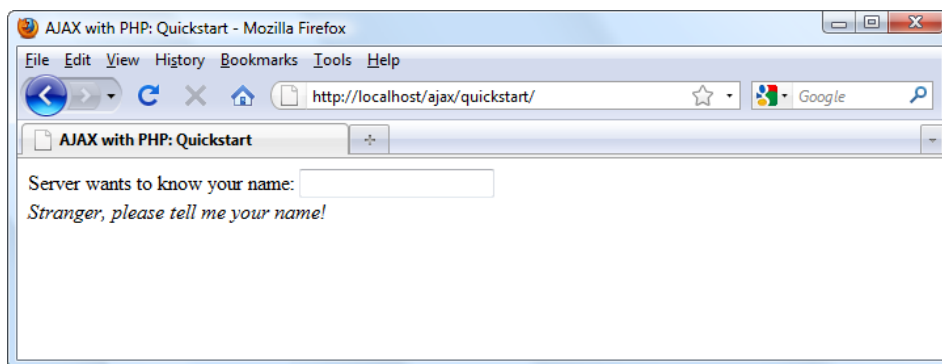 AJAX with PHP: Quickstart - Mozilla Firefox
File Edit View History Bookmarks Tools Help
http://localhost/ajax/quickstart/ Google
AJAX with PHP: Quickstart
Server wants to know your name:
Stranger, please tell me your name!